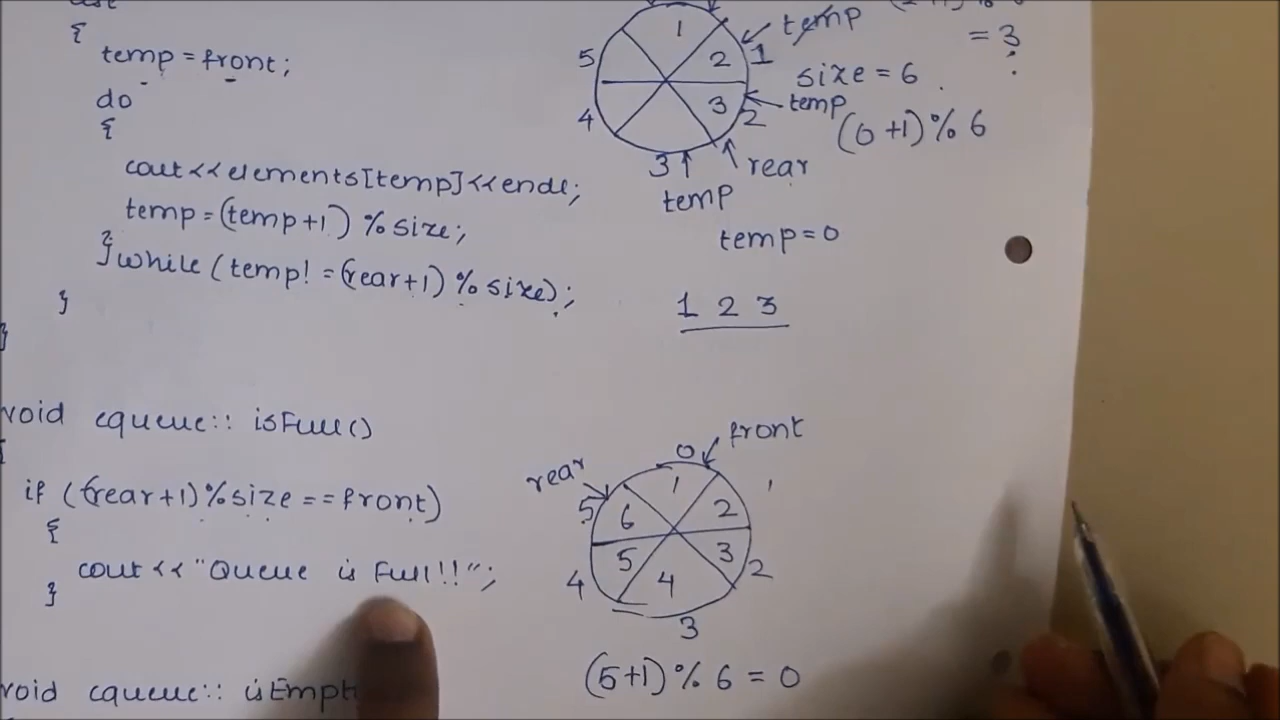 {
temp = front;
do
{
cout << elements[temp] << endl;
temp = (temp+1) % size;
} while (temp! = (rear+1) % size);
}
}
void cqueue:: isFull()
{
if ((rear+1) % size == front)
{
cout << "Queue is Full!!";
}
void cqueue::
1
2
3
5
4
3
1
2
temp
temp
rear
temp
= 3
size = 6
(0+1) % 6
temp = 0
1 2 3
front
rear
0
1
2
3
4
5
6
5
4
3
2
(5+1) % 6 = 0